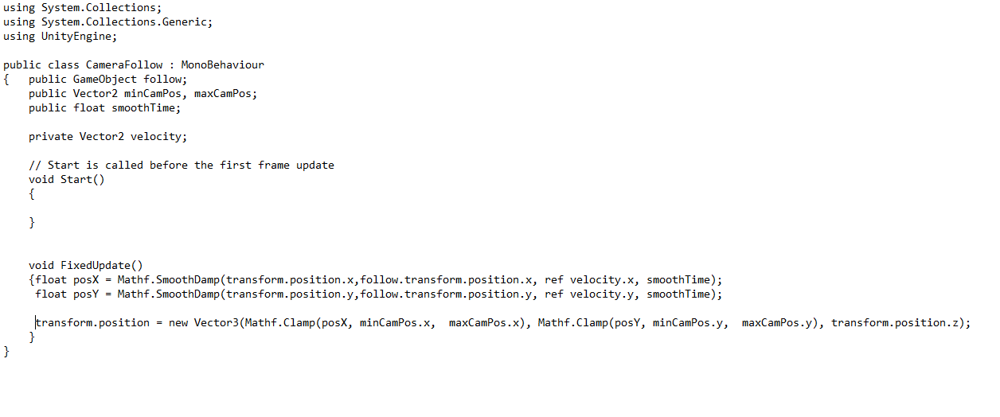 using System.Collections;
using System.Collections.Generic;
using UnityEngine;

public class CameraFollow : MonoBehaviour
{   public GameObject follow;
    public Vector2 minCamPos, maxCamPos;
    public float smoothTime;

    private Vector2 velocity;

    // Start is called before the first frame update
    void Start()
    {

    }


    void FixedUpdate()
    {float posX = Mathf.SmoothDamp(transform.position.x,follow.transform.position.x, ref velocity.x, smoothTime);
     float posY = Mathf.SmoothDamp(transform.position.y,follow.transform.position.y, ref velocity.y, smoothTime);

     transform.position = new Vector3(Mathf.Clamp(posX, minCamPos.x,  maxCamPos.x), Mathf.Clamp(posY, minCamPos.y,  maxCamPos.y), transform.position.z);
    }
}